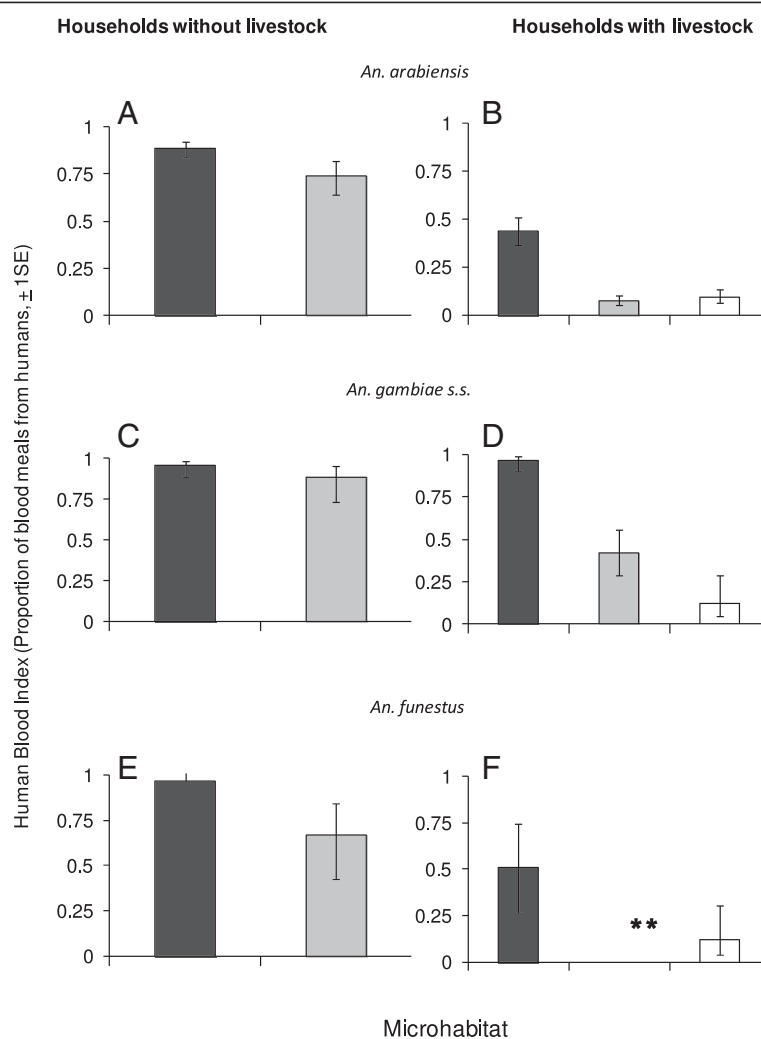 Households without livestock
Households with livestock
An. arabiensis
A
B
1
0.75
0.5
0.25
0
1
0.75
0.5
0.25
0
An. gambiae s.s.
C
D
1
0.75
0.5
0.25
0
1
0.75
0.5
0.25
0
An. funestus
E
F
1
0.75
0.5
0.25
0
1
0.75
0.5
0.25
0
**
Human Blood Index (Proportion of blood meals from humans, ± 1SE)
Microhabitat